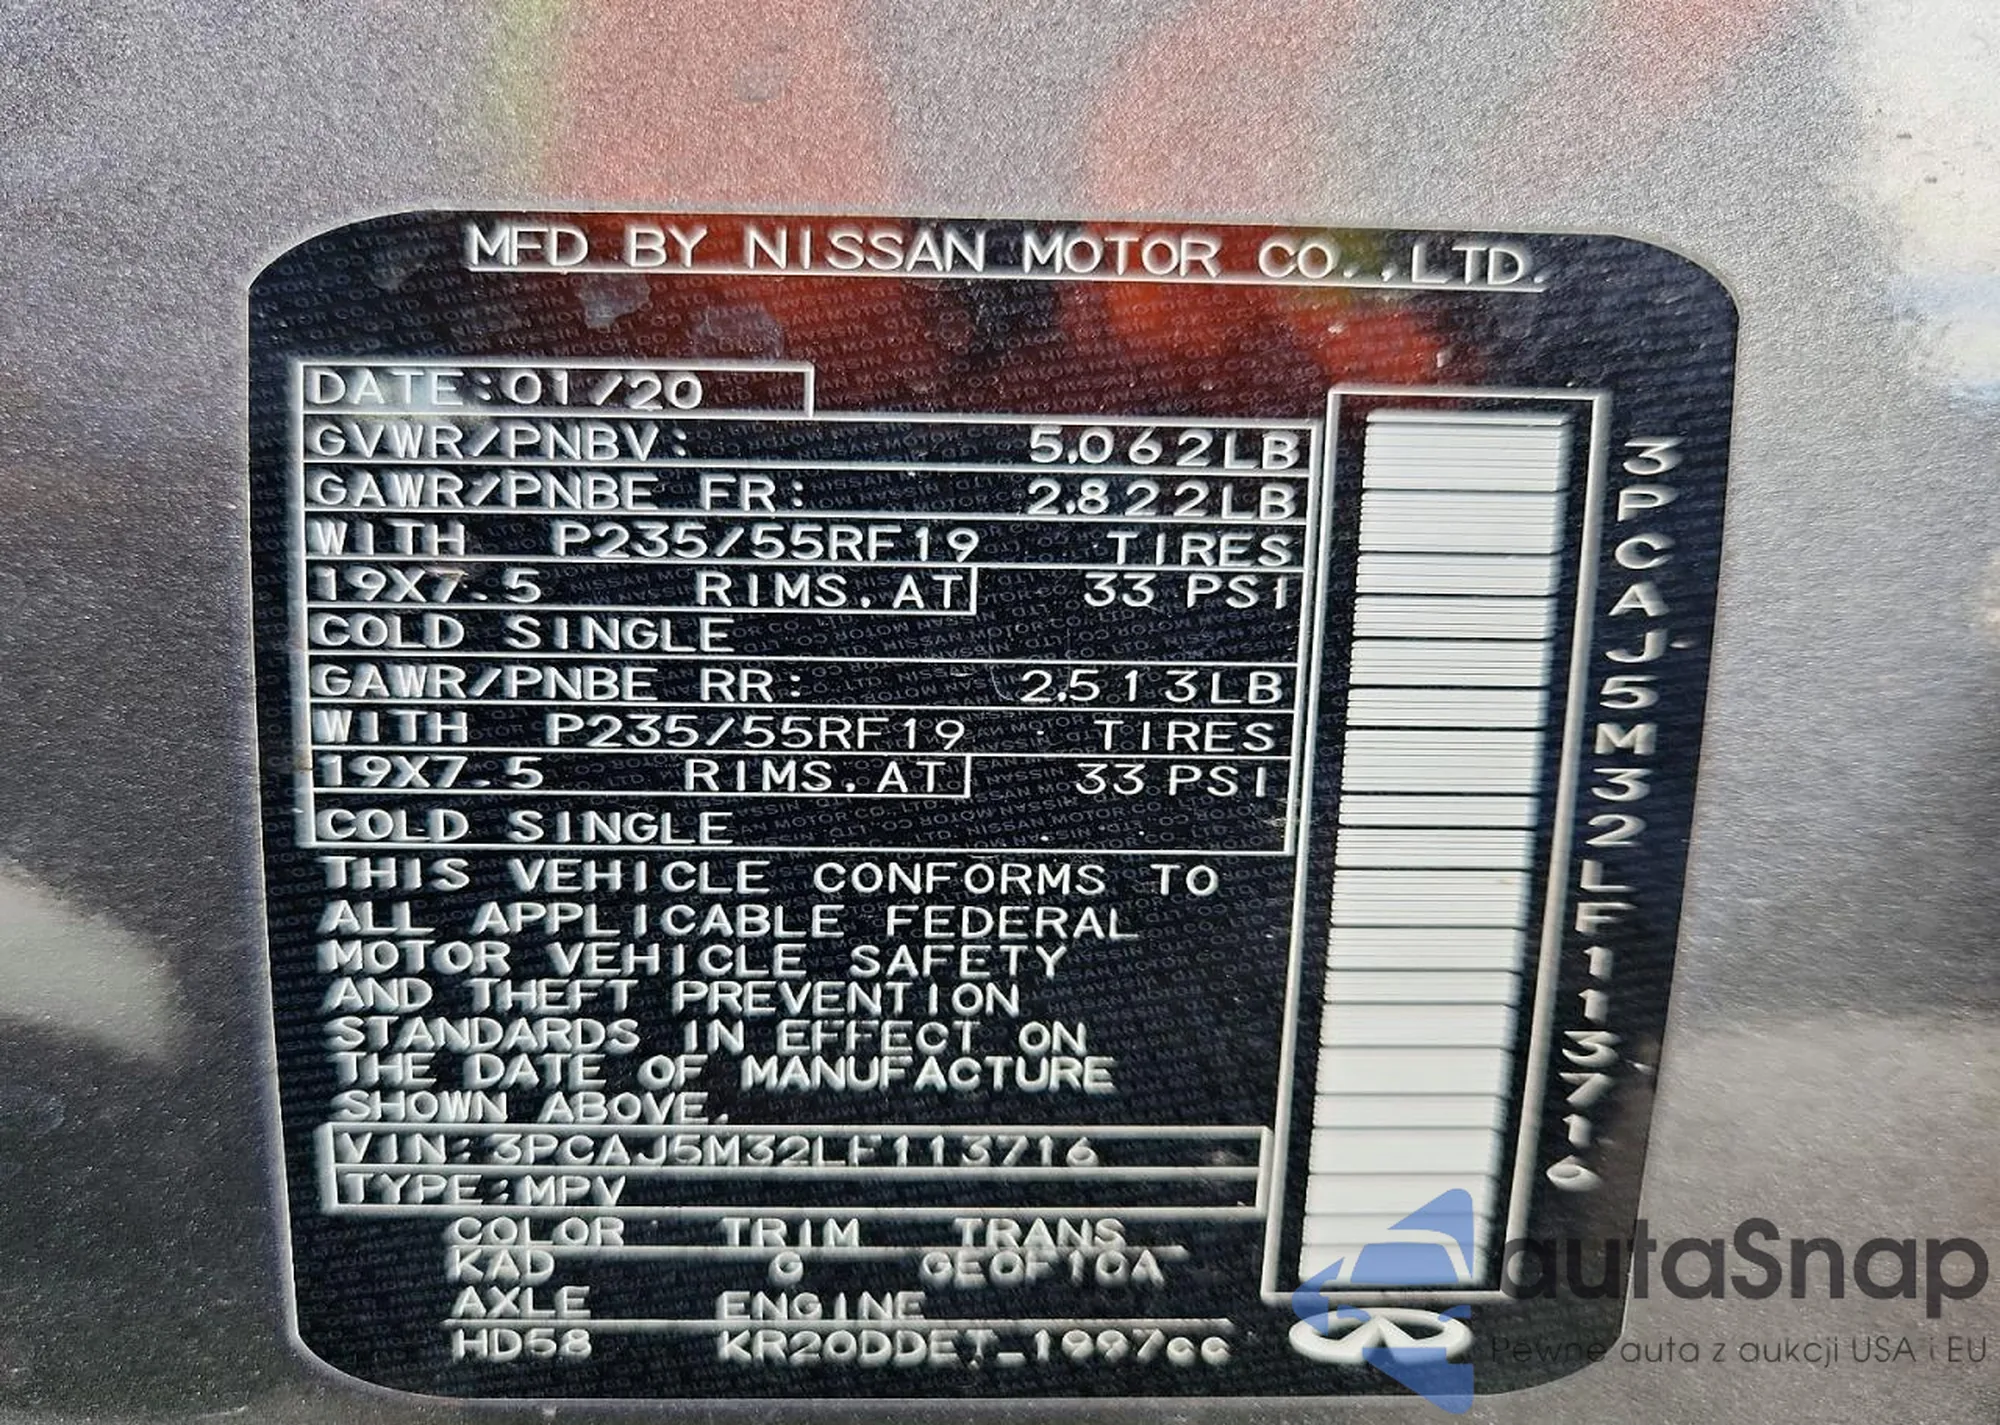 MFD BY NISSAN MOTOR CO.,LTD.
DATE:01/20
GVWR/PNBV: 5,062LB
GAWR/PNBE FR: 2,822LB
WITH P235/55RF19 TIRES
19X7.5 RIMS,AT 33 PSI
COLD SINGLE
GAWR/PNBE RR: 2,513LB
WITH P235/55RF19 TIRES
19X7.5 RIMS,AT 33 PSI
COLD SINGLE
THIS VEHICLE CONFORMS TO
ALL APPLICABLE FEDERAL
MOTOR VEHICLE SAFETY
AND THEFT PREVENTION
STANDARDS IN EFFECT ON
THE DATE OF MANUFACTURE
SHOWN ABOVE.
VIN:3PCAJ5M32LF113716
TYPE:MPV
COLOR TRIM TRANS
KAD G GE0F10A
AXLE ENGINE
HD58 KR20DDET_1997cc
3PCAJ5M32LF113716
autaSnap
Pewne auta z aukcji USA i EU